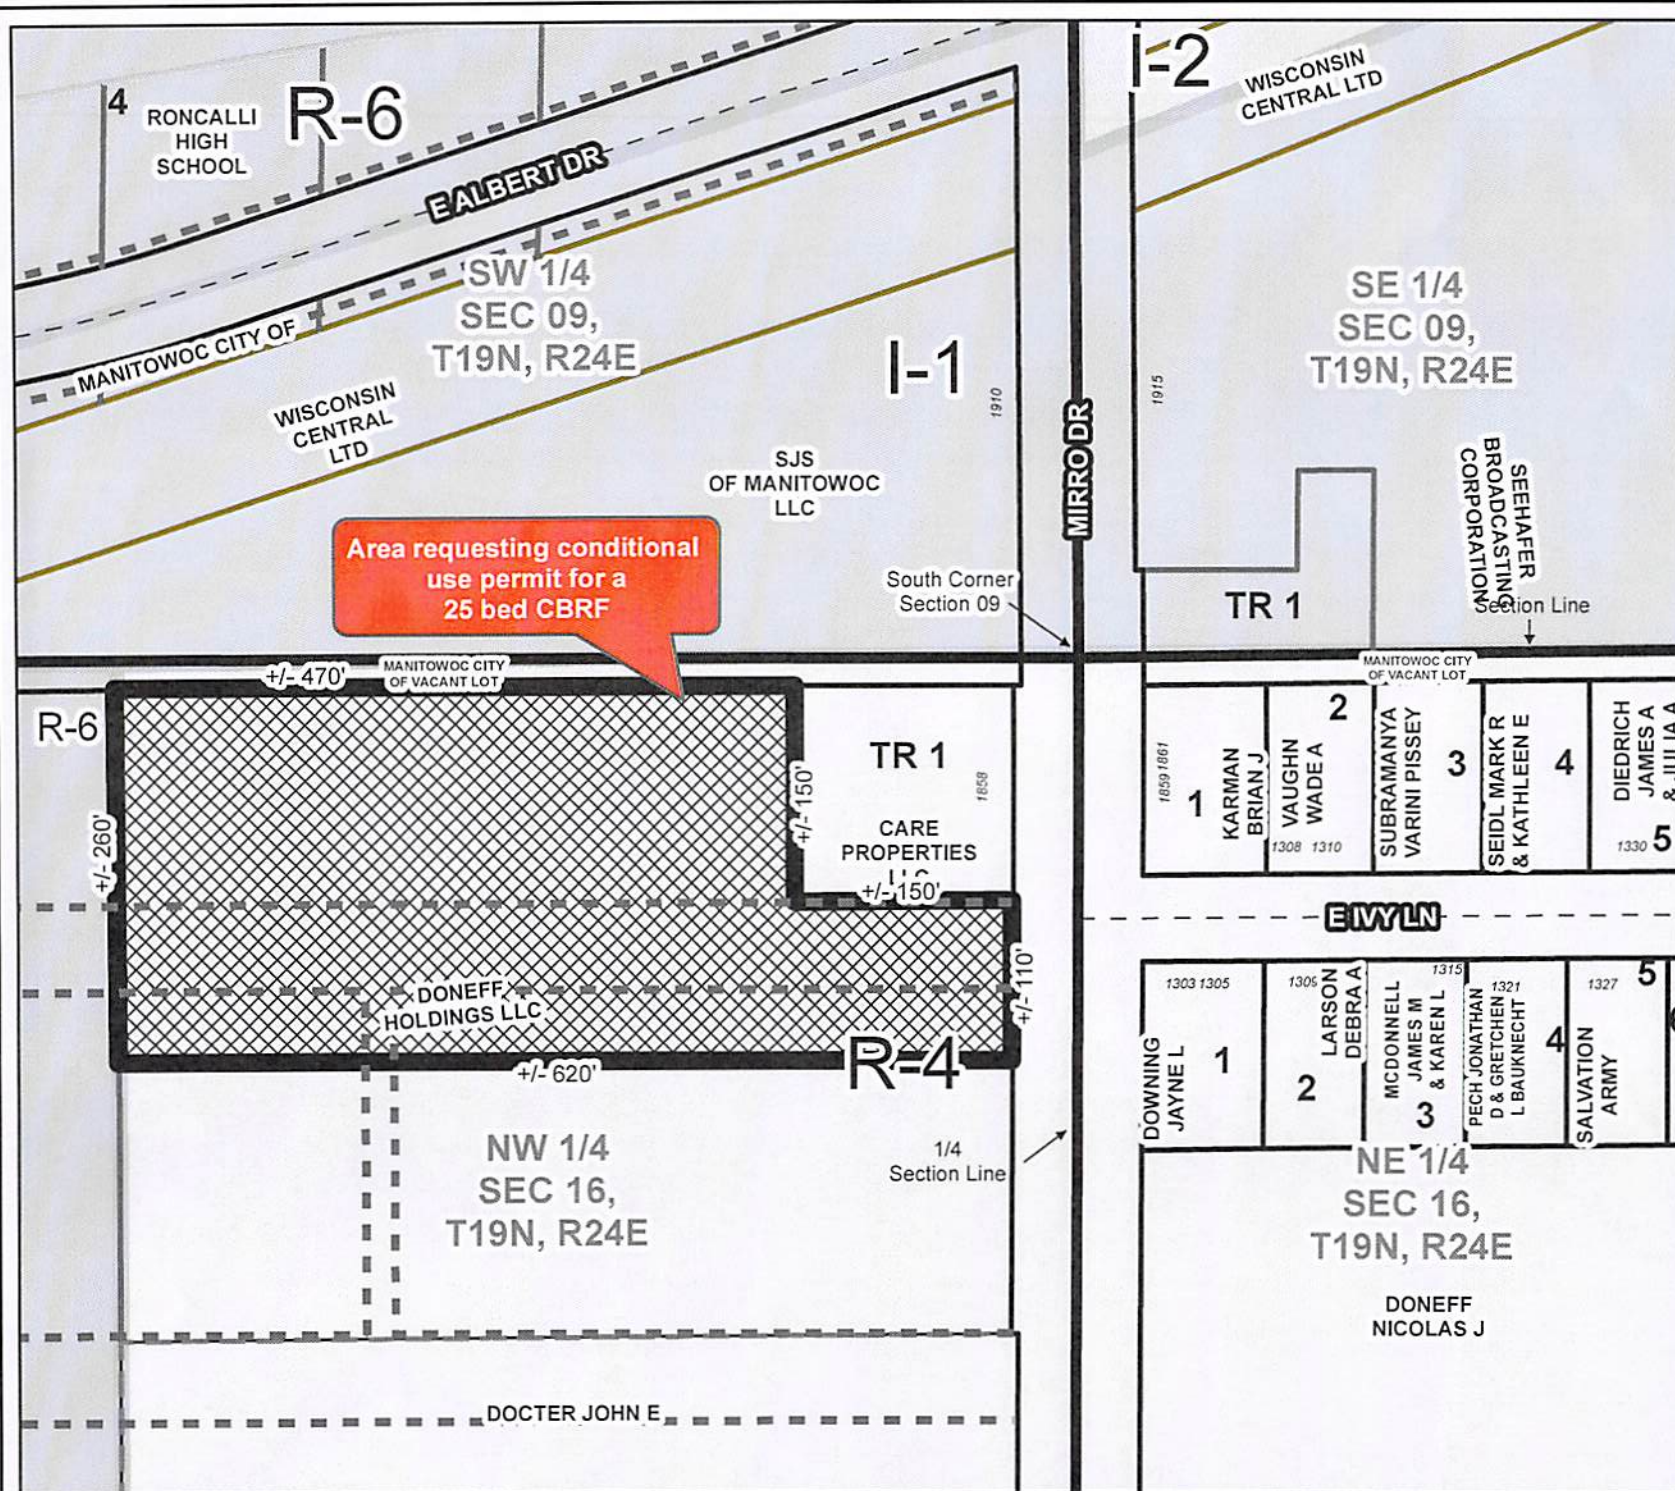 4
RONCALLI
HIGH
SCHOOL
R-6
E ALBERT DR
I-2
WISCONSIN
CENTRAL LTD
SW 1/4
SEC 09,
T19N, R24E
MANITOWOC CITY OF
WISCONSIN
CENTRAL
LTD
I-1
1910
MIRRO DR
1915
SE 1/4
SEC 09,
T19N, R24E
SJS
OF MANITOWOC
LLC
SEEHAFER
BROADCASTING
CORPORATION
Area requesting conditional
use permit for a
25 bed CBRF
South Corner
Section 09
TR 1
Section Line
+/- 470'
MANITOWOC CITY
OF VACANT LOT
MANITOWOC CITY
OF VACANT LOT
R-6
+/- 260'
+/- 150'
TR 1
1858
CARE
PROPERTIES
LLC
+/- 150'
1859 1861
1
KARMAN
BRIAN J
2
VAUGHN
WADE A
1308 1310
SUBRAMANYA
VARINI PISSEY
3
SEIDL MARK R
& KATHLEEN E
4
DIEDRICH
JAMES A
& JULIA A
1330 5
E IVY LN
DONEFF
HOLDINGS LLC
+/- 110'
+/- 620'
R-4
1303 1305
DOWNING
JAYNE L
1
1309
LARSON
DEBRA A
2
1315
MCDONNELL
JAMES M
& KAREN L
3
1321
PECH JONATHAN
D & GRETCHEN
L BAUKNECHT
4
1327
5
SALVATION
ARMY
NW 1/4
SEC 16,
T19N, R24E
1/4
Section Line
NE 1/4
SEC 16,
T19N, R24E
DONEFF
NICOLAS J
DOCTER JOHN E